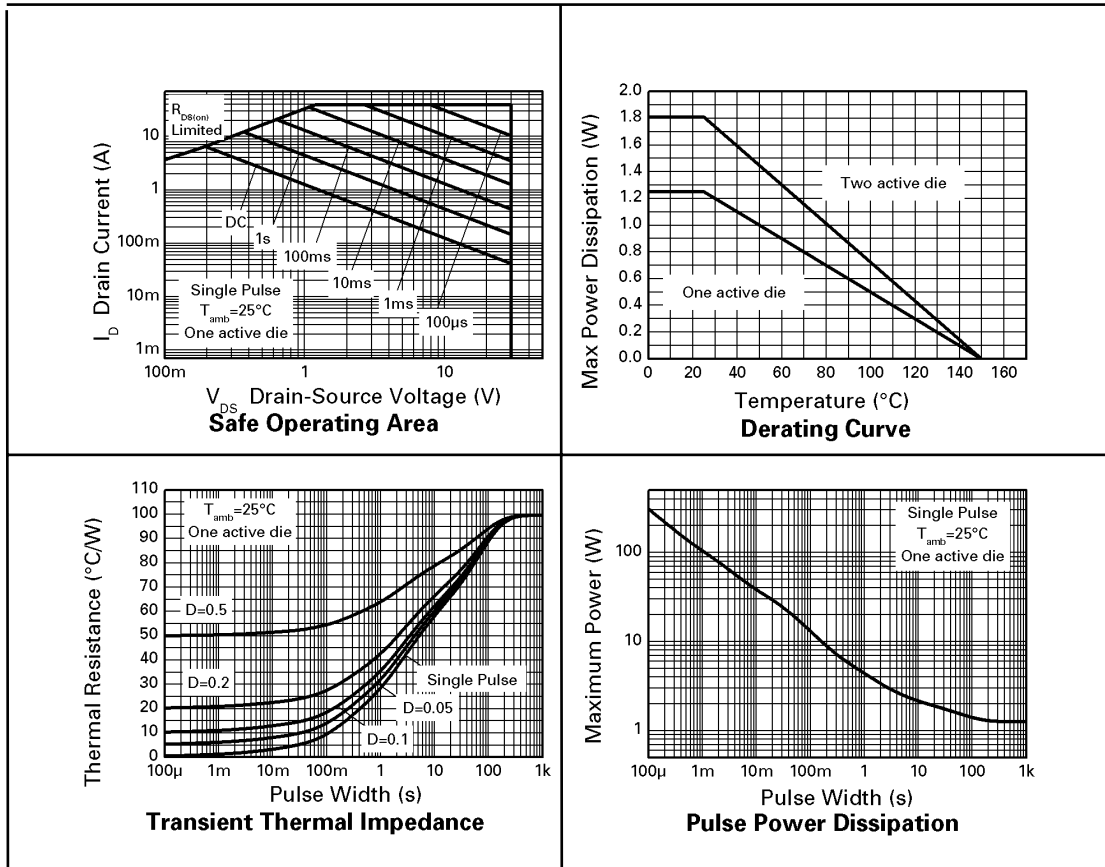 R DS(on)
Limited
10
1
100m
10m
1m
I D Drain Current (A)
DC
1s
100ms
10ms
1ms
100µs
Single Pulse
T amb =25°C
One active die
100m 1 10
V DS Drain-Source Voltage (V)
Safe Operating Area
2.0
1.8
1.6
1.4
1.2
1.0
0.8
0.6
0.4
0.2
0.0
Max Power Dissipation (W)
Two active die
One active die
0 20 40 60 80 100 120 140 160
Temperature (°C)
Derating Curve
110
100
90
80
70
60
50
40
30
20
10
0
Thermal Resistance (°C/W)
T amb =25°C
One active die
D=0.5
D=0.2
Single Pulse
D=0.05
D=0.1
100µ 1m 10m 100m 1 10 100 1k
Pulse Width (s)
Transient Thermal Impedance
100
10
1
Maximum Power (W)
Single Pulse
T amb =25°C
One active die
100µ 1m 10m 100m 1 10 100 1k
Pulse Width (s)
Pulse Power Dissipation